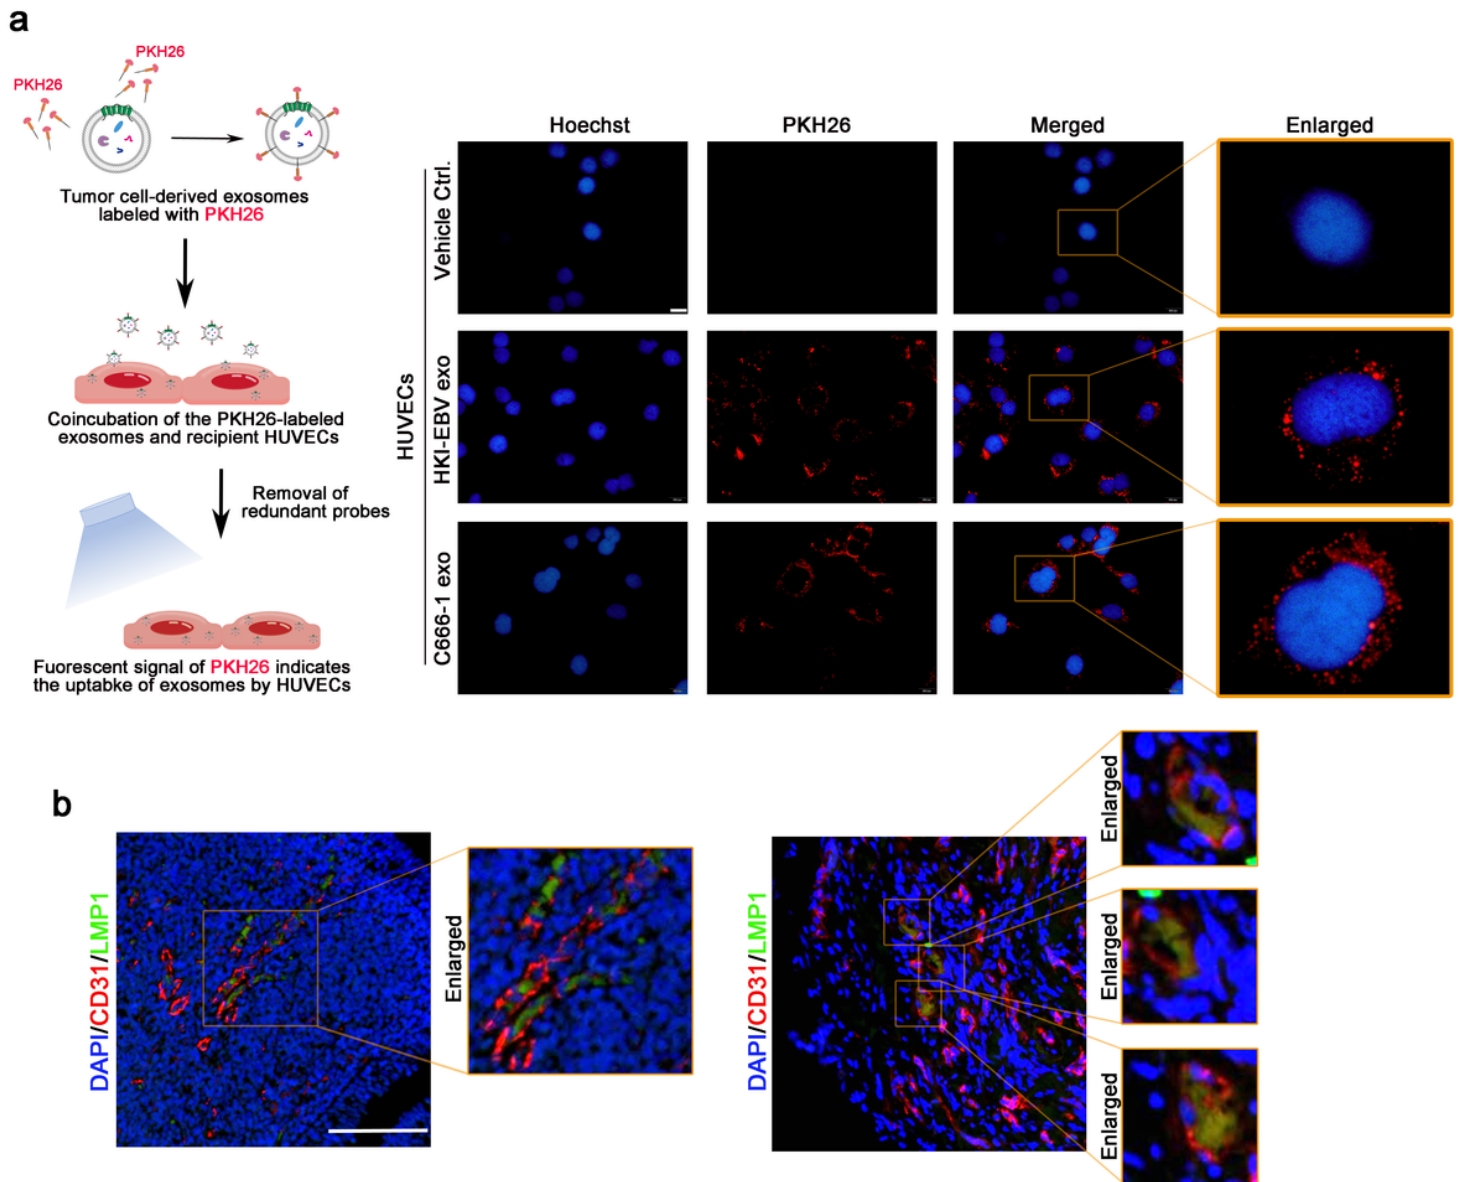 a
PKH26
PKH26
Tumor cell-derived exosomes
labeled with PKH26
Coincubation of the PKH26-labeled
exosomes and recipient HUVECs
Removal of
redundant probes
Fuorescent signal of PKH26 indicates
the uptabke of exosomes by HUVECs
Hoechst
PKH26
Merged
Enlarged
HUVECs
Vehicle Ctrl.
HKI-EBV exo
C666-1 exo
b
DAPI/CD31/LMP1
Enlarged
DAPI/CD31/LMP1
Enlarged
Enlarged
Enlarged